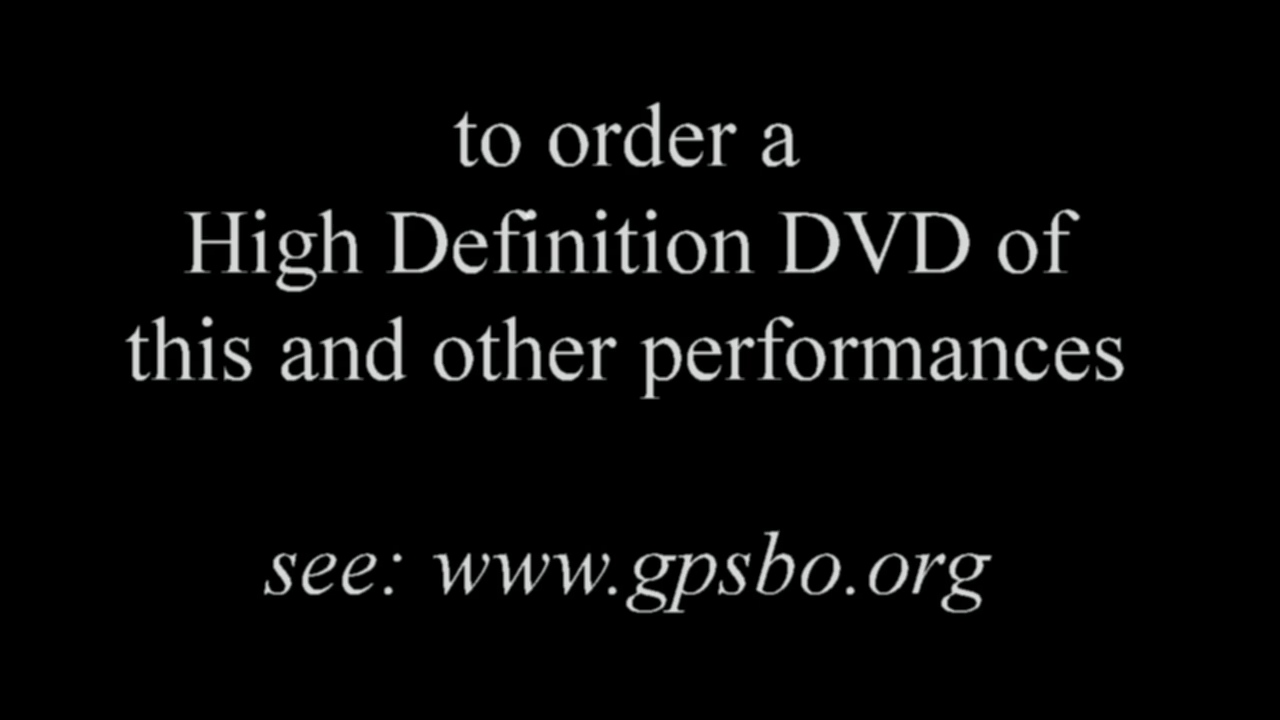 to order a
High Definition DVD of
this and other performances
see: www.gpsbo.org